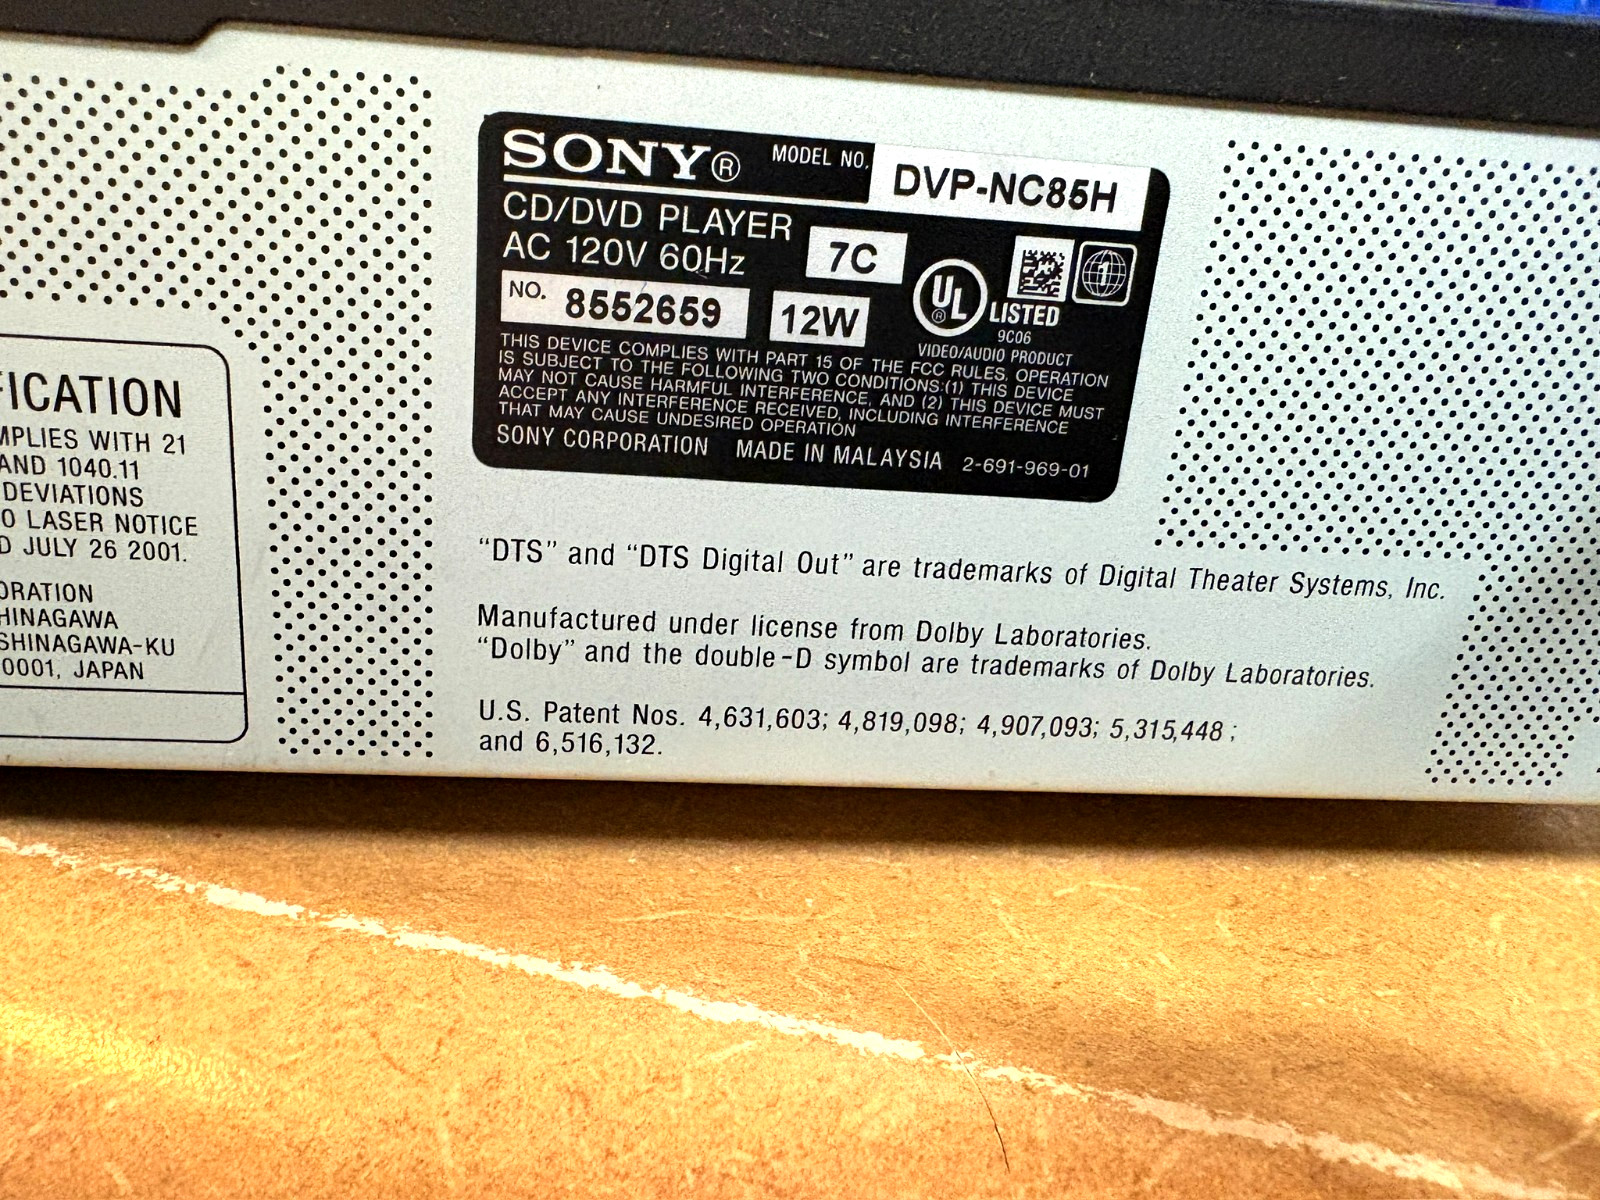 SONY® MODEL NO. DVP-NC85H
CD/DVD PLAYER
AC 120V 60Hz 7C
NO. 8552659 12W
UL ® LISTED 1
9C06
VIDEO/AUDIO PRODUCT
THIS DEVICE COMPLIES WITH PART 15 OF THE FCC RULES. OPERATION
IS SUBJECT TO THE FOLLOWING TWO CONDITIONS:(1) THIS DEVICE
MAY NOT CAUSE HARMFUL INTERFERENCE, AND (2) THIS DEVICE MUST
ACCEPT ANY INTERFERENCE RECEIVED, INCLUDING INTERFERENCE
THAT MAY CAUSE UNDESIRED OPERATION
SONY CORPORATION MADE IN MALAYSIA 2-691-969-01
FICATION
MPLIES WITH 21
AND 1040.11
DEVIATIONS
O LASER NOTICE
D JULY 26 2001.
ORATION
HINAGAWA
SHINAGAWA-KU
0001, JAPAN
“DTS” and “DTS Digital Out” are trademarks of Digital Theater Systems, Inc.
Manufactured under license from Dolby Laboratories.
“Dolby” and the double-D symbol are trademarks of Dolby Laboratories.
U.S. Patent Nos. 4,631,603; 4,819,098; 4,907,093; 5,315,448 ;
and 6,516,132.